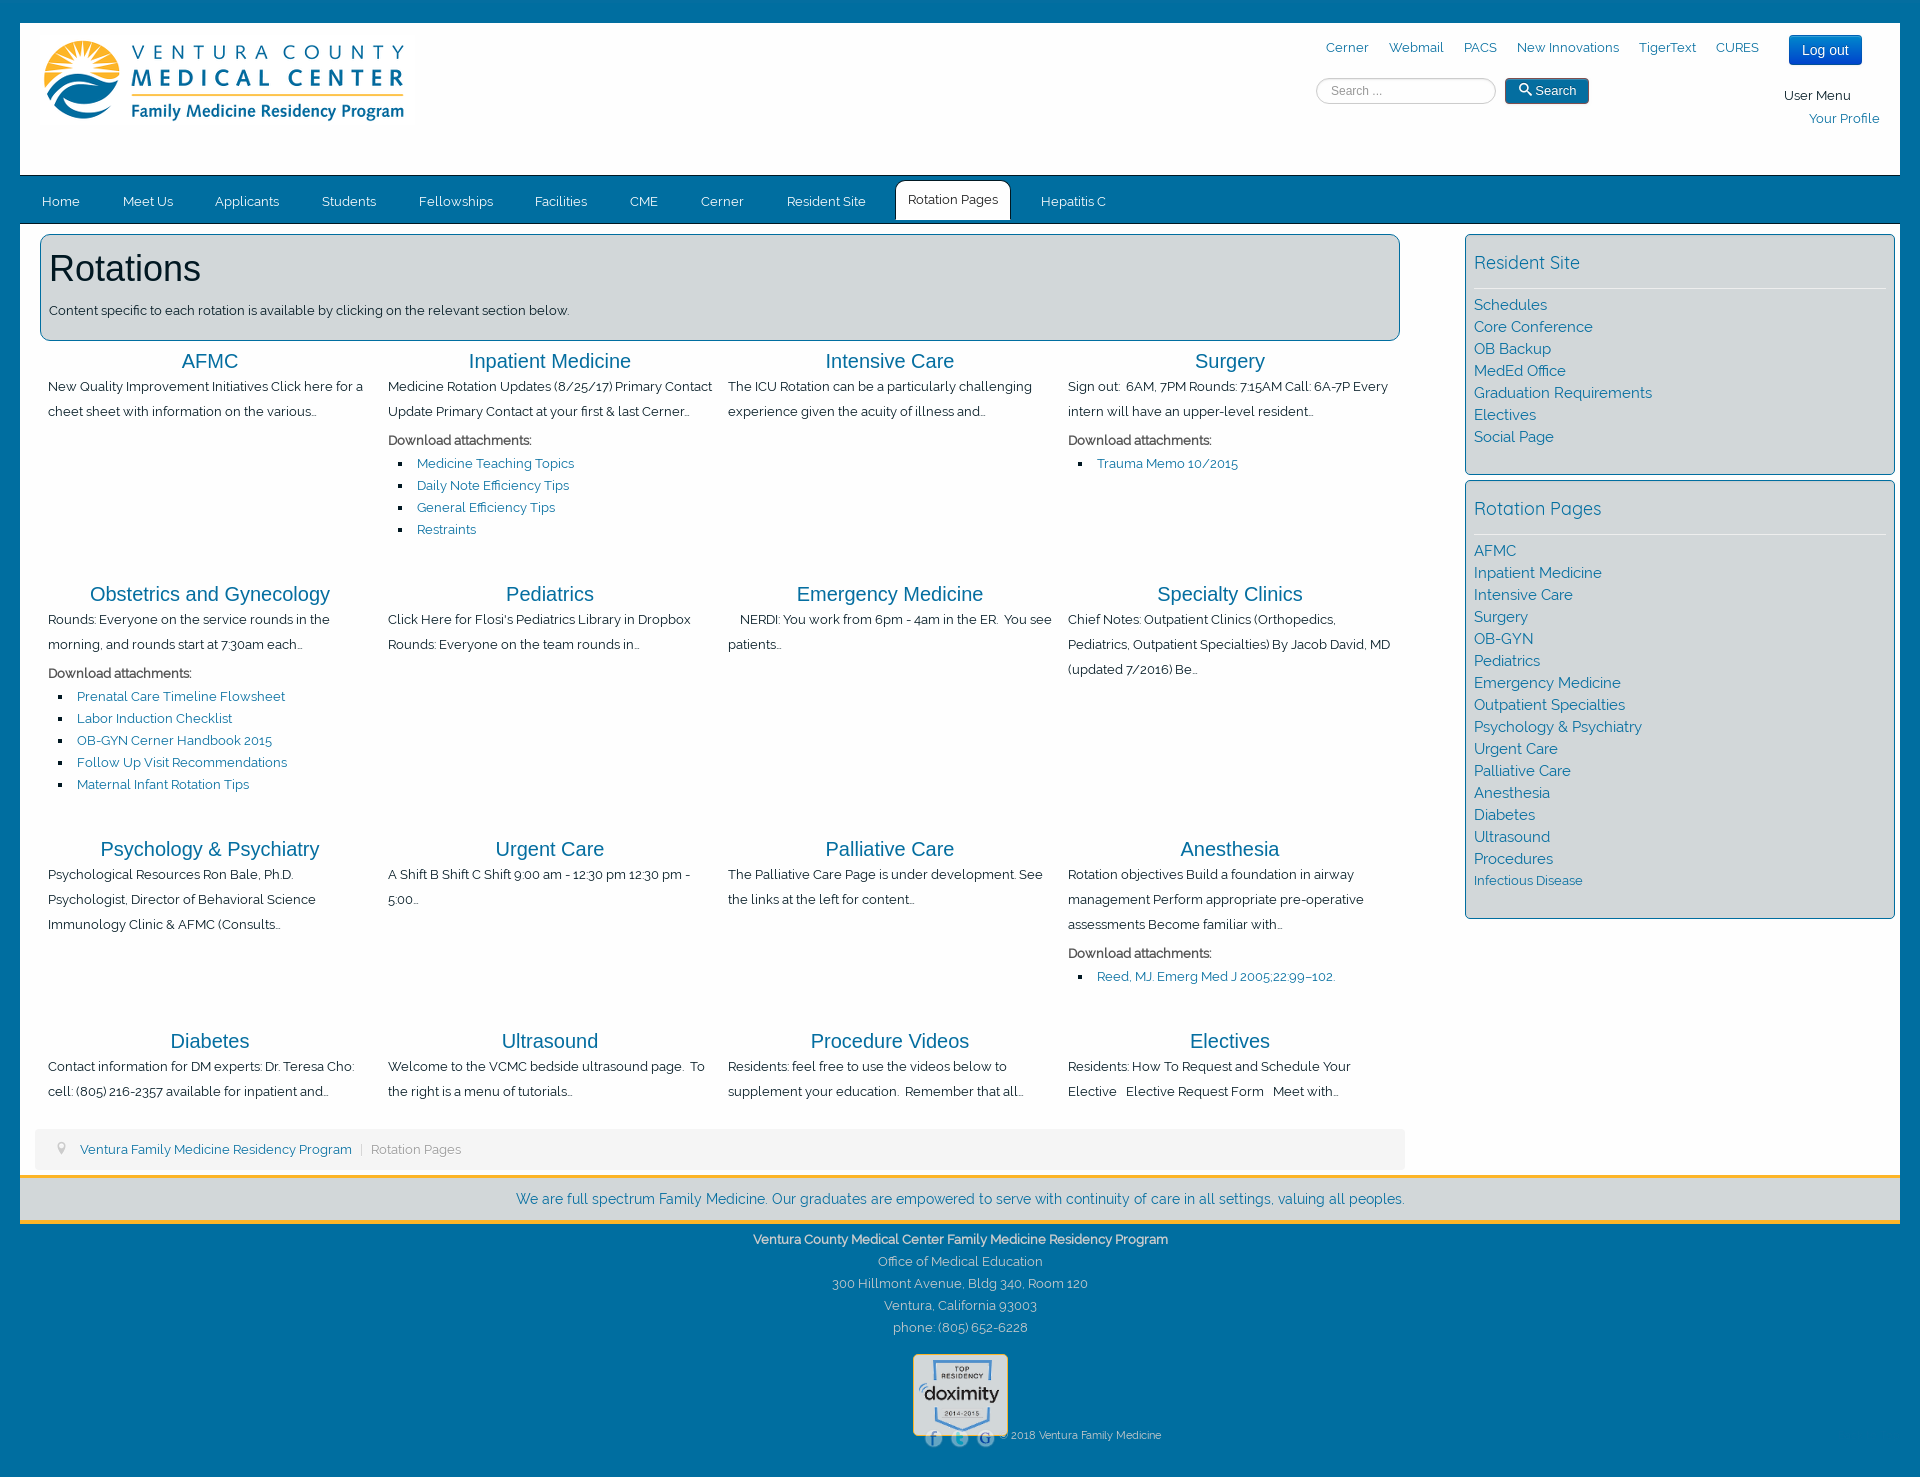 VENTURA COUNTY
MEDICAL CENTER
Family Medicine Residency Program
Cerner Webmail PACS New Innovations TigerText CURES Log out
Search ... Search
User Menu
Your Profile
Home Meet Us Applicants Students Fellowships Facilities CME Cerner Resident Site Rotation Pages Hepatitis C
Rotations
Content specific to each rotation is available by clicking on the relevant section below.
AFMC
New Quality Improvement Initiatives Click here for a
cheet sheet with information on the various...
Inpatient Medicine
Medicine Rotation Updates (8/25/17) Primary Contact
Update Primary Contact at your first & last Cerner...
Download attachments:
Medicine Teaching Topics
Daily Note Efficiency Tips
General Efficiency Tips
Restraints
Intensive Care
The ICU Rotation can be a particularly challenging
experience given the acuity of illness and...
Surgery
Sign out: 6AM, 7PM Rounds: 7:15AM Call: 6A-7P Every
intern will have an upper-level resident...
Download attachments:
Trauma Memo 10/2015
Obstetrics and Gynecology
Rounds: Everyone on the service rounds in the
morning, and rounds start at 7:30am each...
Download attachments:
Prenatal Care Timeline Flowsheet
Labor Induction Checklist
OB-GYN Cerner Handbook 2015
Follow Up Visit Recommendations
Maternal Infant Rotation Tips
Pediatrics
Click Here for Flosi's Pediatrics Library in Dropbox
Rounds: Everyone on the team rounds in...
Emergency Medicine
NERDI: You work from 6pm - 4am in the ER. You see
patients...
Specialty Clinics
Chief Notes: Outpatient Clinics (Orthopedics,
Pediatrics, Outpatient Specialties) By Jacob David, MD
(updated 7/2016) Be...
Psychology & Psychiatry
Psychological Resources Ron Bale, Ph.D.
Psychologist, Director of Behavioral Science
Immunology Clinic & AFMC (Consults...
Urgent Care
A Shift B Shift C Shift 9:00 am - 12:30 pm 12:30 pm -
5:00...
Palliative Care
The Palliative Care Page is under development. See
the links at the left for content...
Anesthesia
Rotation objectives Build a foundation in airway
management Perform appropriate pre-operative
assessments Become familiar with...
Download attachments:
Reed, MJ. Emerg Med J 2005;22:99–102.
Diabetes
Contact information for DM experts: Dr. Teresa Cho:
cell: (805) 216-2357 available for inpatient and...
Ultrasound
Welcome to the VCMC bedside ultrasound page. To
the right is a menu of tutorials...
Procedure Videos
Residents: feel free to use the videos below to
supplement your education. Remember that all...
Electives
Residents: How To Request and Schedule Your
Elective Elective Request Form Meet with...
Resident Site
Schedules
Core Conference
OB Backup
MedEd Office
Graduation Requirements
Electives
Social Page
Rotation Pages
AFMC
Inpatient Medicine
Intensive Care
Surgery
OB-GYN
Pediatrics
Emergency Medicine
Outpatient Specialties
Psychology & Psychiatry
Urgent Care
Palliative Care
Anesthesia
Diabetes
Ultrasound
Procedures
Infectious Disease
Ventura Family Medicine Residency Program | Rotation Pages
We are full spectrum Family Medicine. Our graduates are empowered to serve with continuity of care in all settings, valuing all peoples.
Ventura County Medical Center Family Medicine Residency Program
Office of Medical Education
300 Hillmont Avenue, Bldg 340, Room 120
Ventura, California 93003
phone: (805) 652-6228
TOP
RESIDENCY
doximity
2014-2015
f t G © 2018 Ventura Family Medicine